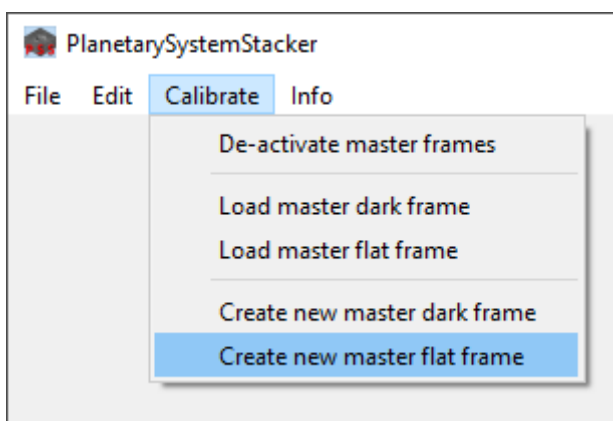 PlanetarySystemStacker
File Edit Calibrate Info
De-activate master frames
Load master dark frame
Load master flat frame
Create new master dark frame
Create new master flat frame